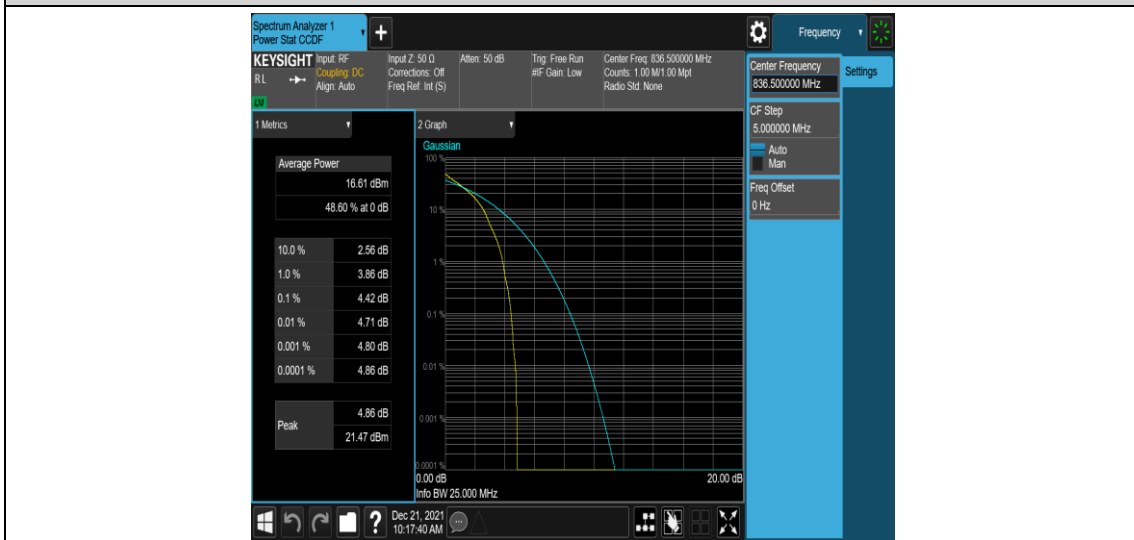 Spectrum Analyzer 1
Power Stat CCDF
Frequency
KEYSIGHT
Input: RF
Coupling: DC
Align: Auto
Input Z: 50 Ω
Corrections: Off
Freq Ref: Int (S)
Atten: 50 dB
Trig: Free Run
#IF Gain: Low
Center Freq: 836.500000 MHz
Counts: 1.00 M/1.00 Mpt
Radio Std: None
RL
LNI
Center Frequency
836.500000 MHz
Settings
CF Step
5.000000 MHz
Auto
Man
Freq Offset
0 Hz
1 Metrics
Average Power
16.61 dBm
48.60 % at 0 dB
10.0 % 2.56 dB
1.0 % 3.86 dB
0.1 % 4.42 dB
0.01 % 4.71 dB
0.001 % 4.80 dB
0.0001 % 4.86 dB
Peak
4.86 dB
21.47 dBm
2 Graph
Gaussian
100 %
10 %
1 %
0.1 %
0.01 %
0.001 %
0.0001 %
0.00 dB 20.00 dB
Info BW 25.000 MHz
?
Dec 21, 2021
10:17:40 AM